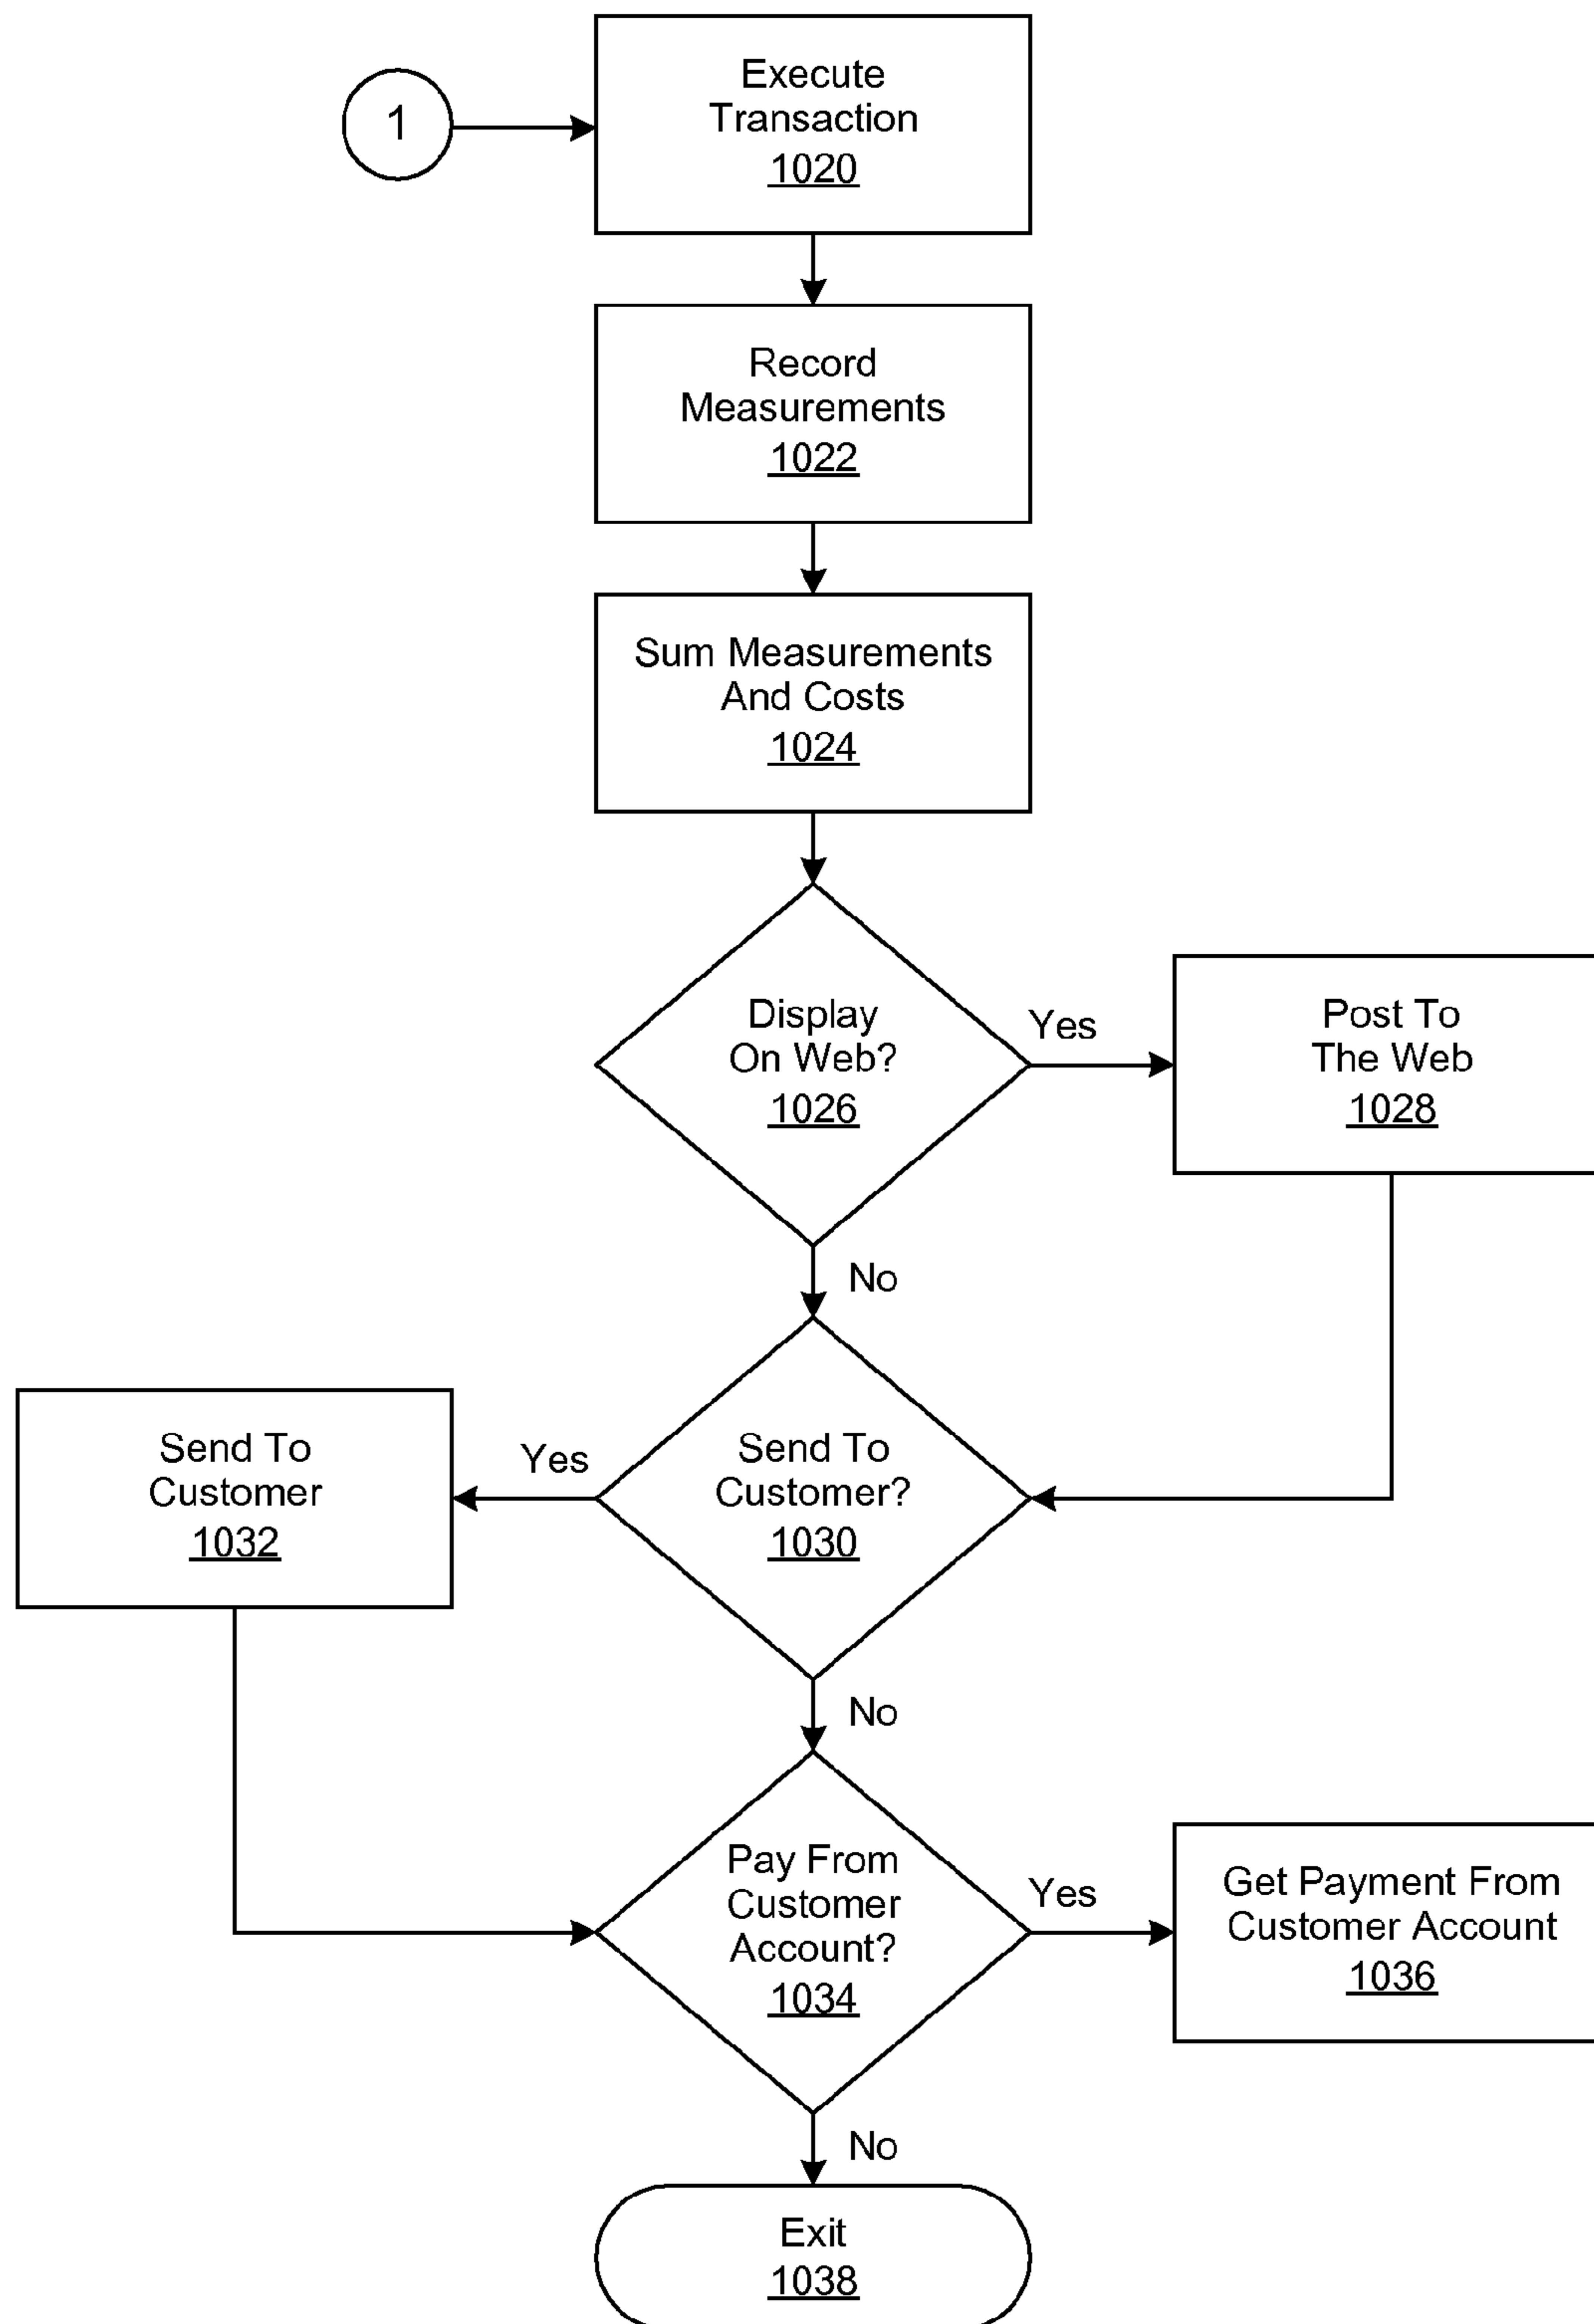 1
Execute
Transaction
1020
Record
Measurements
1022
Sum Measurements
And Costs
1024
Display
On Web?
1026
Yes
Post To
The Web
1028
No
Send To
Customer?
1030
Yes
Send To
Customer
1032
No
Pay From
Customer
Account?
1034
Yes
Get Payment From
Customer Account
1036
No
Exit
1038